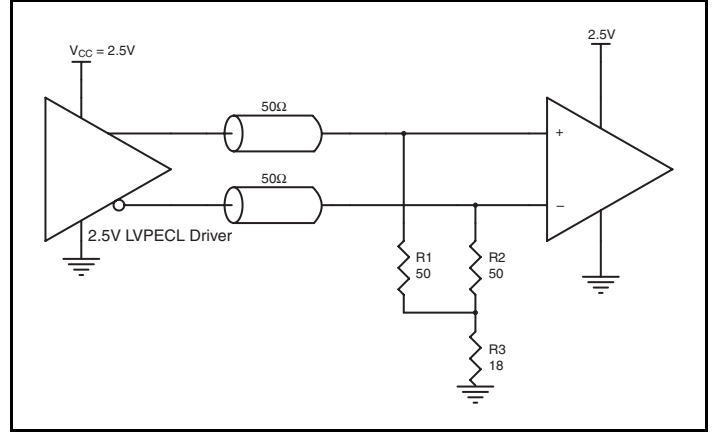 V_CC = 2.5V
2.5V
50Ω
+
50Ω
–
2.5V LVPECL Driver
R1
50
R2
50
R3
18